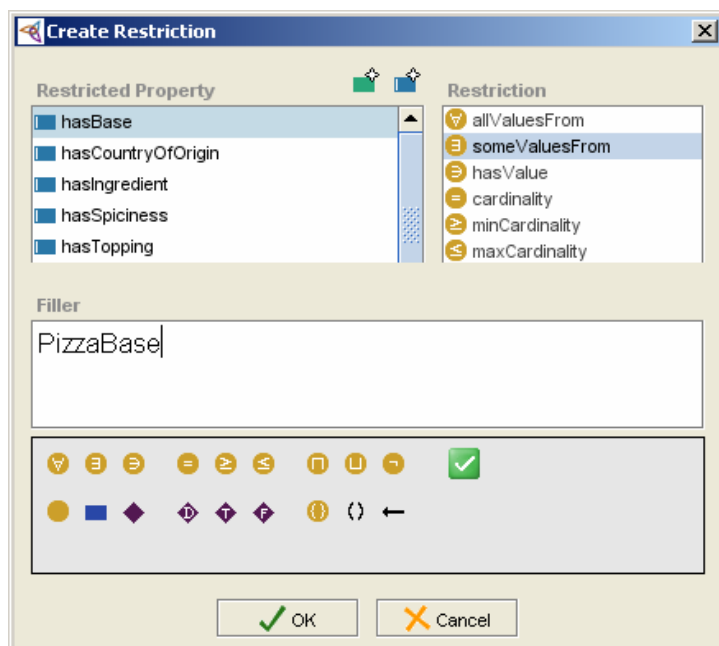 Create Restriction
Restricted Property
Restriction
hasBase
hasCountryOfOrigin
hasIngredient
hasSpiciness
hasTopping
∀ allValuesFrom
∃ someValuesFrom
∋ hasValue
= cardinality
≥ minCardinality
≤ maxCardinality
Filler
PizzaBase
∀ ∃ ∋ = ≥ ≤ ⊓ ⊔ ¬
D T F {} () ←
OK
Cancel